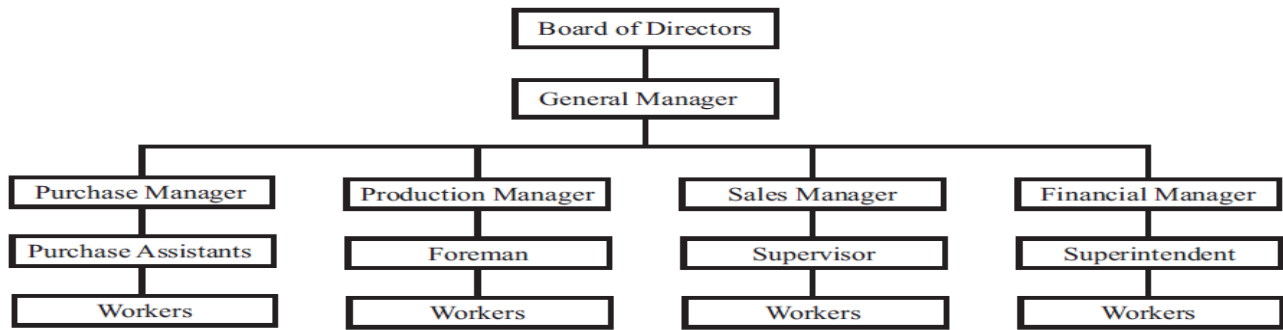 Board of Directors
General Manager
Purchase Manager
Production Manager
Sales Manager
Financial Manager
Purchase Assistants
Foreman
Supervisor
Superintendent
Workers
Workers
Workers
Workers